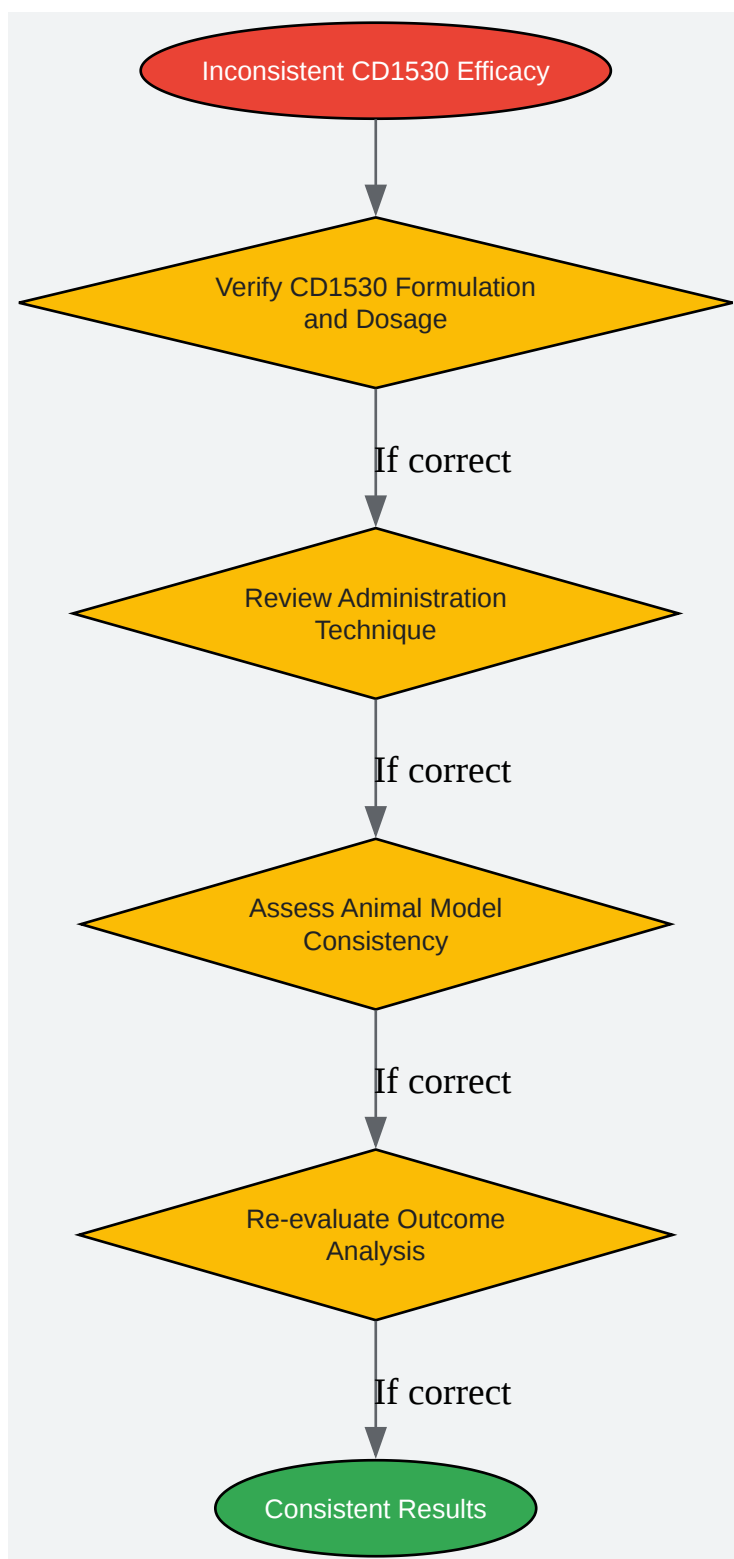 Inconsistent CD1530 Efficacy
Verify CD1530 Formulation
and Dosage
If correct
Review Administration
Technique
If correct
Assess Animal Model
Consistency
If correct
Re-evaluate Outcome
Analysis
If correct
Consistent Results